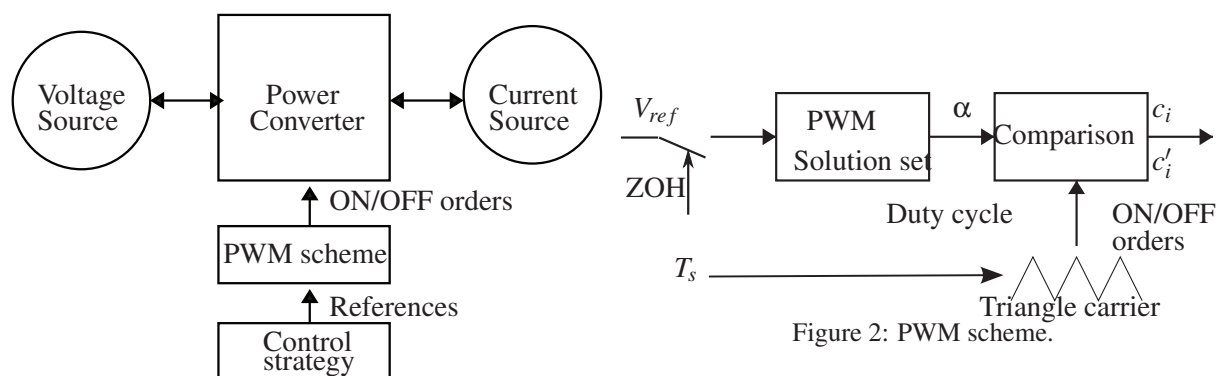 Voltage
Source
Power
Converter
Current
Source
ON/OFF orders
PWM scheme
References
Control
strategy
V_ref
ZOH
PWM
Solution set
α
Duty cycle
Comparison
c_i
c'_i
ON/OFF
orders
T_s
Triangle carrier
Figure 2: PWM scheme.